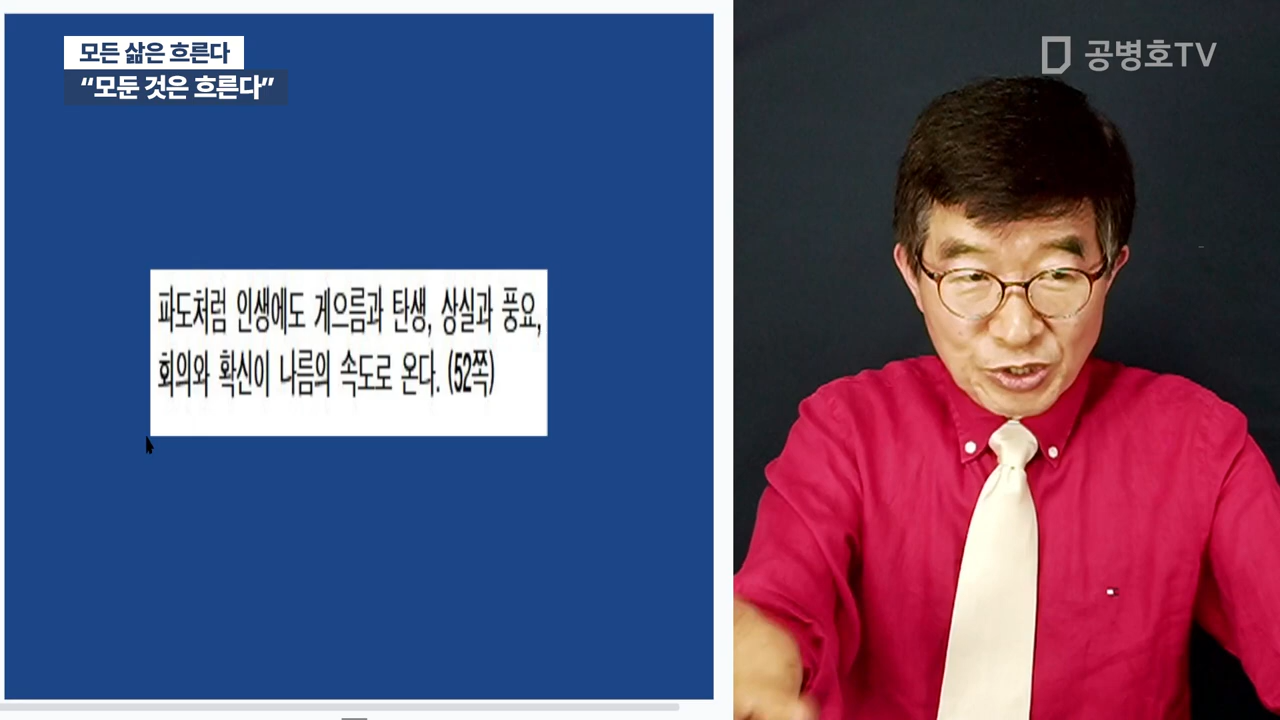 모든 삶은 흐른다
“모둔 것은 흐른다”
공병호TV
파도처럼 인생에도 게으름과 탄생, 상실과 풍요,
회의와 확신이 나름의 속도로 온다. (52쪽)